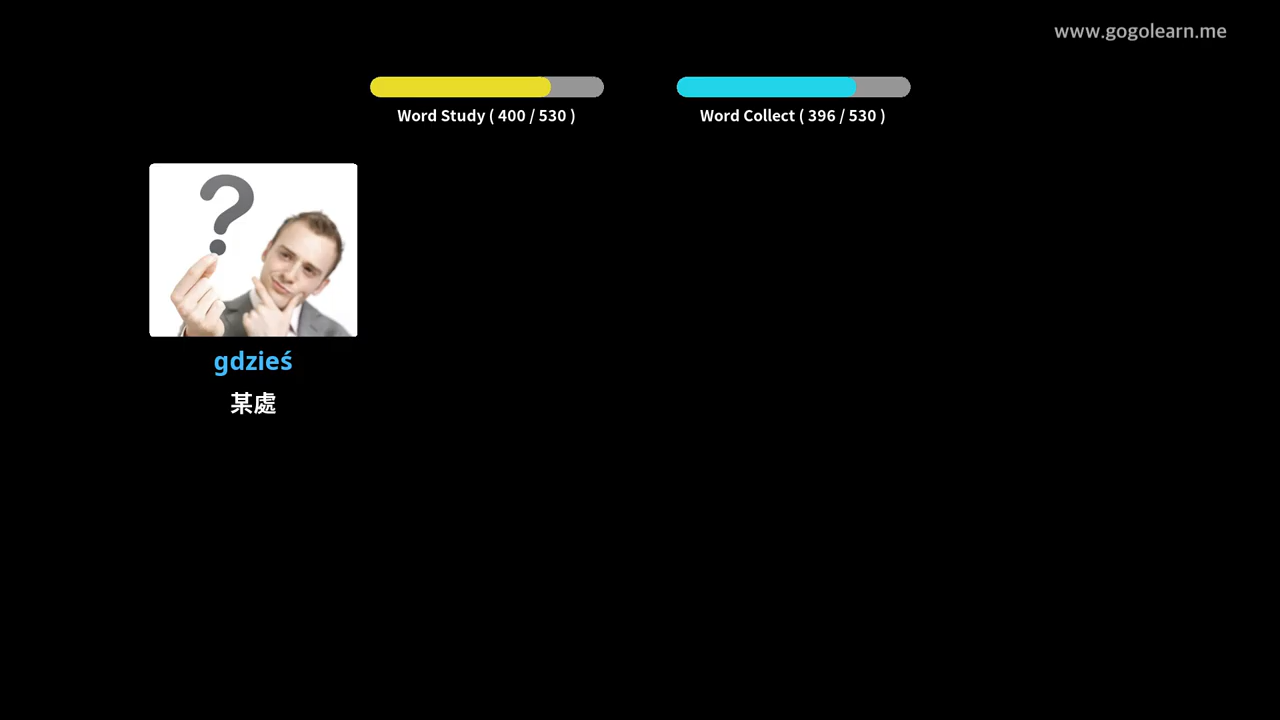 www.gogolearn.me
Word Study ( 400 / 530 )
Word Collect ( 396 / 530 )
?
gdzieś
某處